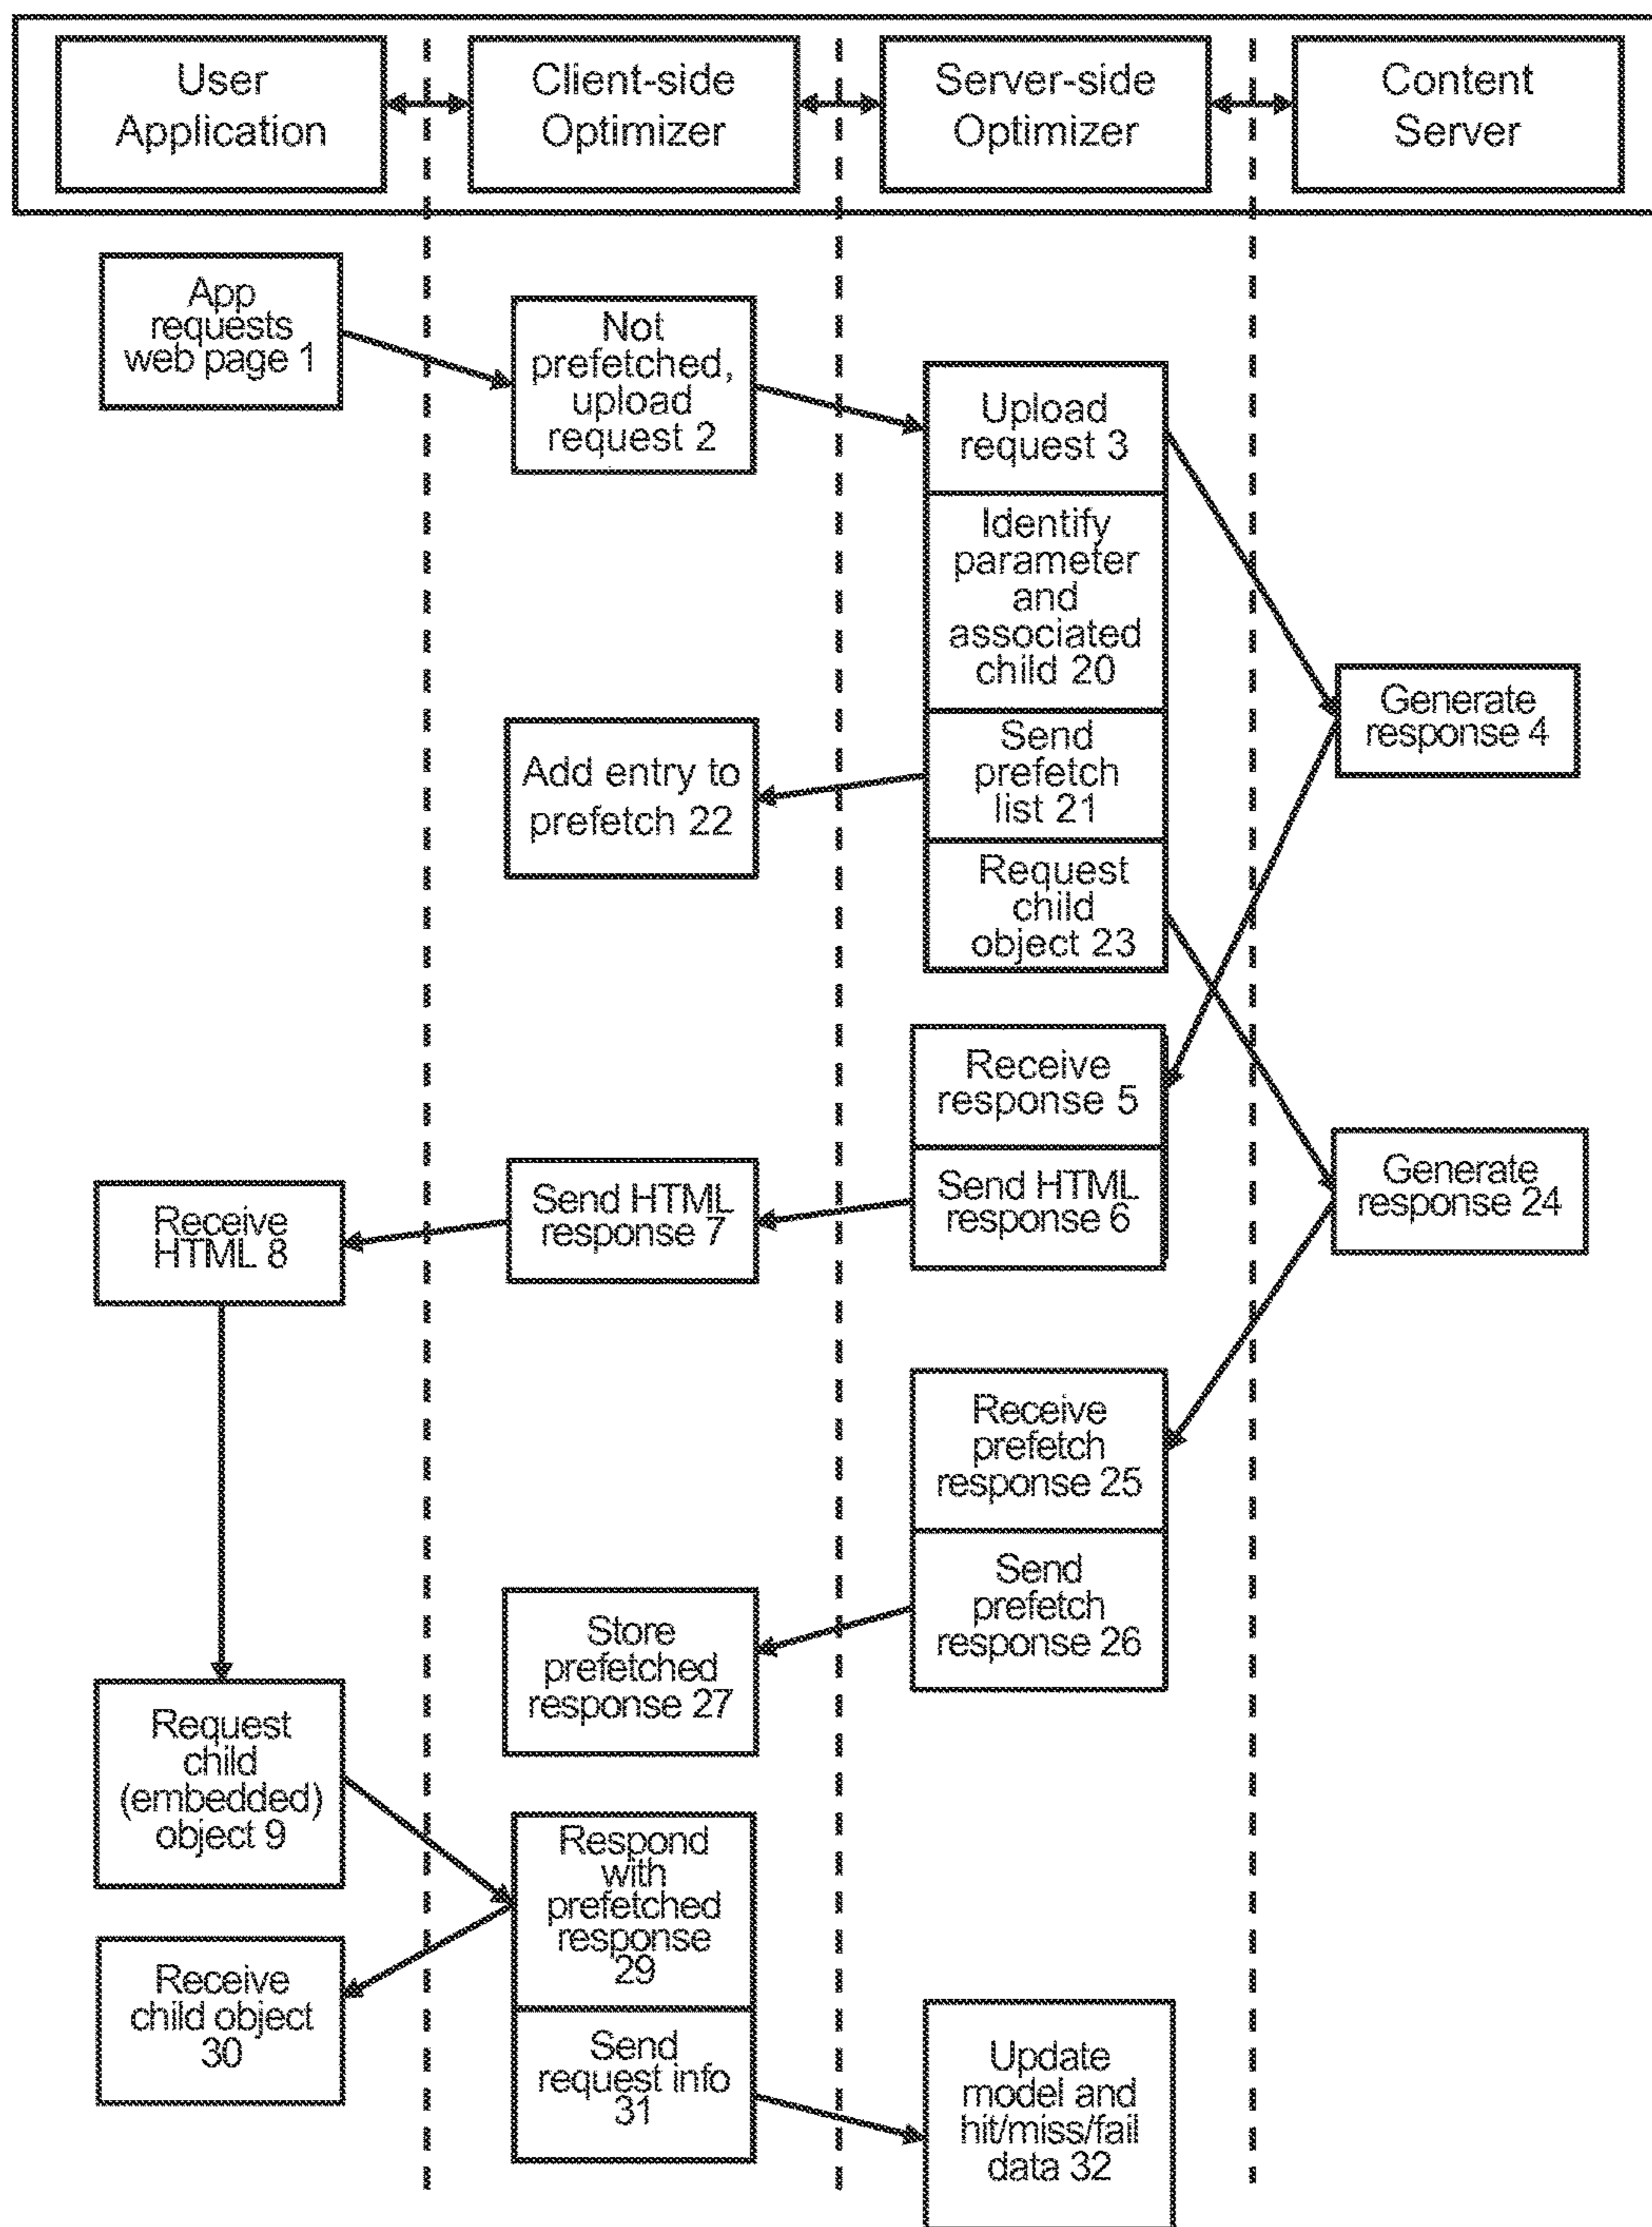 User
Application
Client-side
Optimizer
Server-side
Optimizer
Content
Server
App
requests
web page 1
Not
prefetched,
upload
request 2
Upload
request 3
Identify
parameter
and
associated
child 20
Generate
response 4
Send
prefetch
list 21
Add entry to
prefetch 22
Request
child
object 23
Receive
response 5
Generate
response 24
Send HTML
response 6
Send HTML
response 7
Receive
HTML 8
Receive
prefetch
response 25
Send
prefetch
response 26
Store
prefetched
response 27
Request
child
(embedded)
object 9
Respond
with
prefetched
response
29
Receive
child object
30
Send
request info
31
Update
model and
hit/miss/fail
data 32